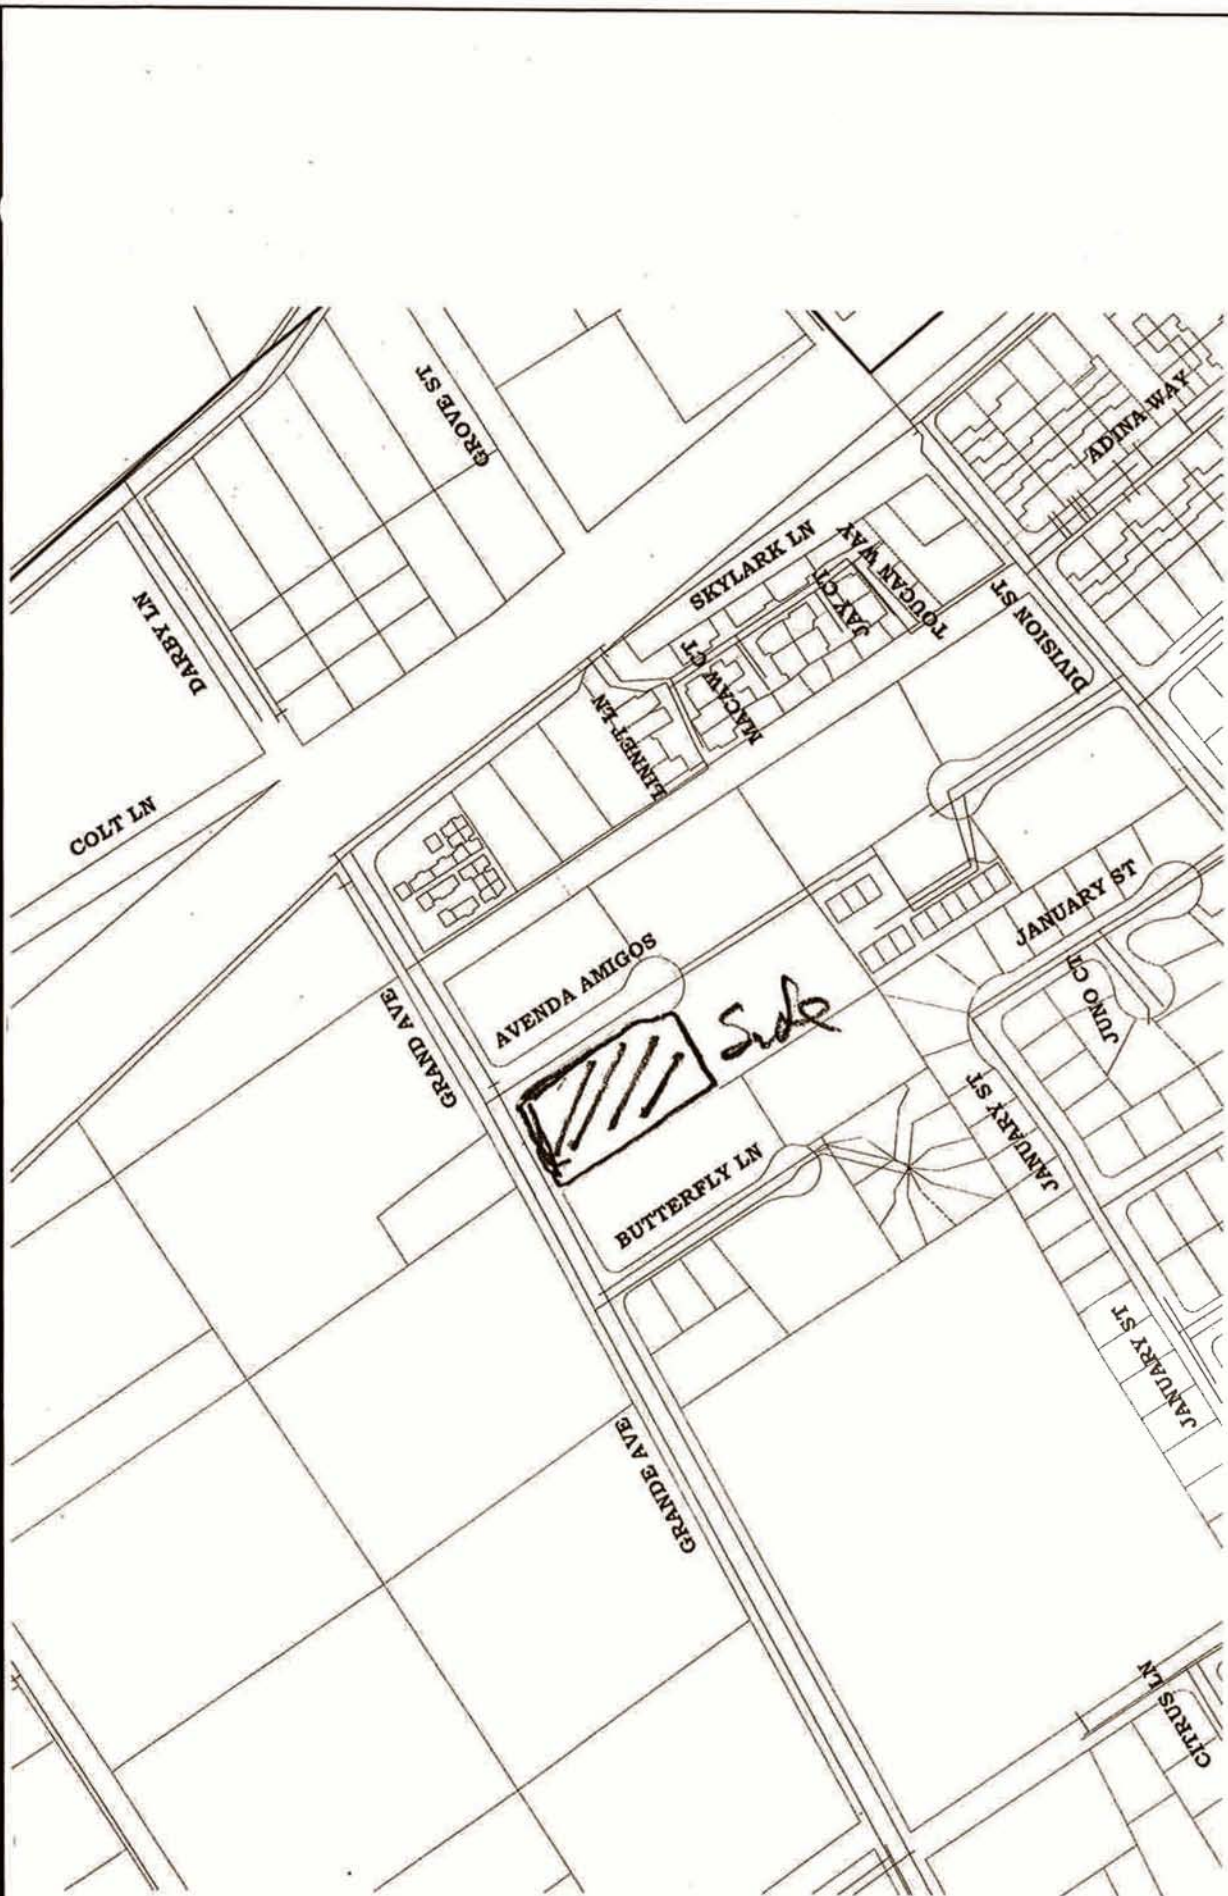 GROVE ST
ADINA WAY
SKYLARK LN
TOUCAN WAY
JAY CT
DARBY LN
DIVISION ST
MACAW CT
LINNET LN
COLT LN
JANUARY ST
AVENDA AMIGOS
JUNO CT
GRAND AVE
JANUARY ST
BUTTERFLY LN
JANUARY ST
GRANDE AVE
CITRUS LN